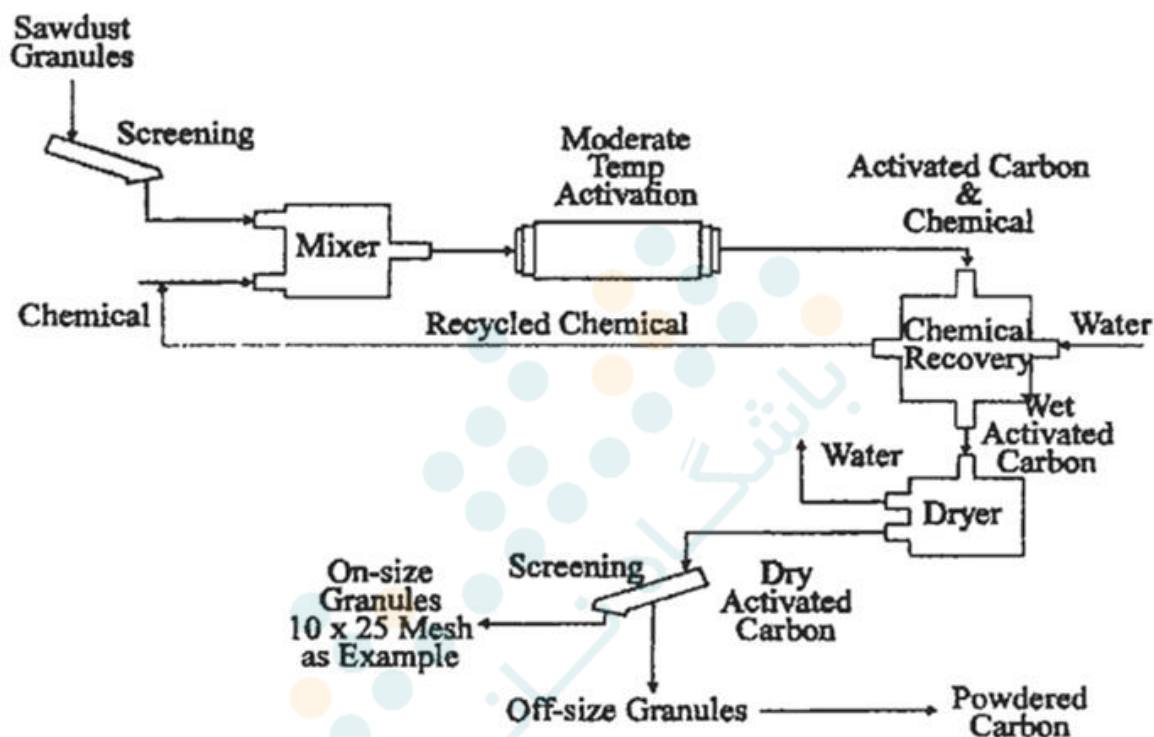 Sawdust
Granules
Screening
Moderate
Temp
Activation
Activated Carbon
&
Chemical
Mixer
Chemical
Recycled Chemical
Chemical
Recovery
Water
Wet
Activated
Carbon
Water
Dryer
Screening
Dry
Activated
Carbon
On-size
Granules
10 x 25 Mesh
as Example
Off-size Granules
Powdered
Carbon